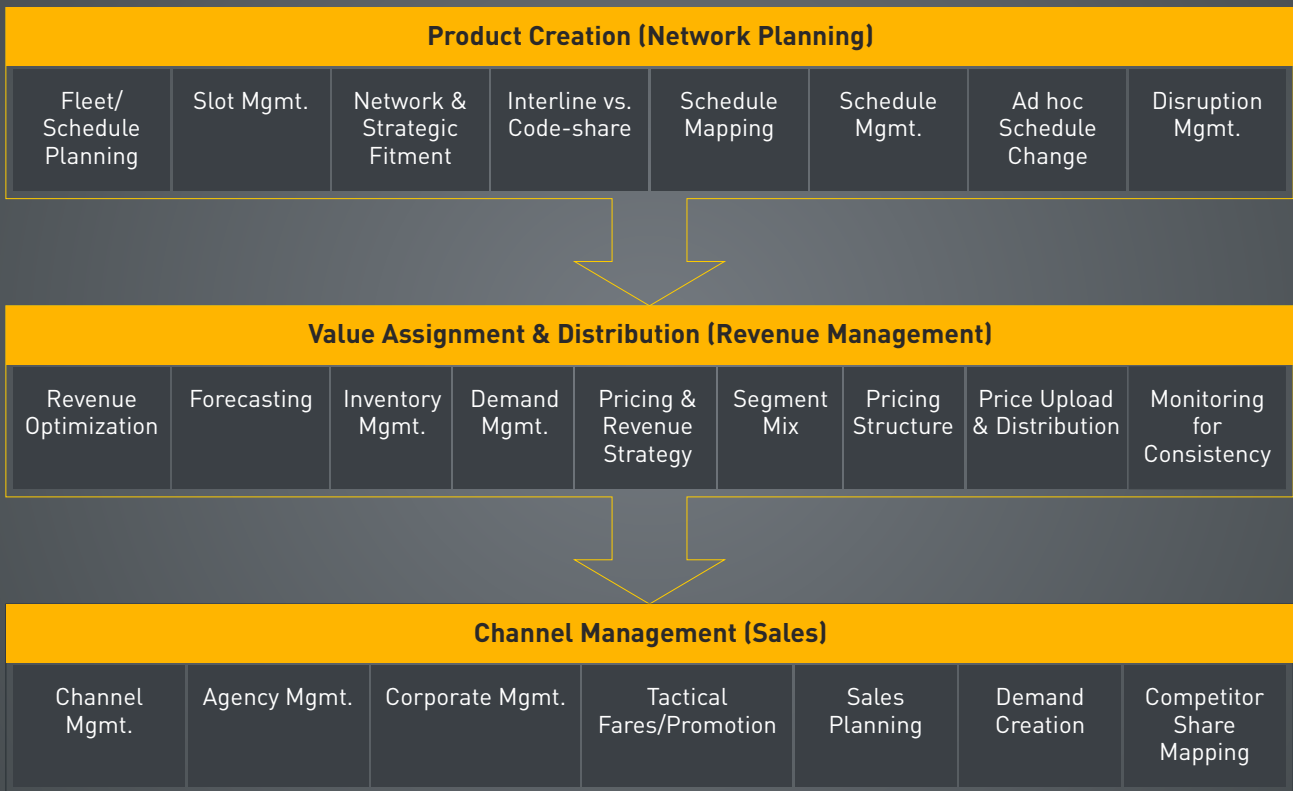 Product Creation (Network Planning)
Fleet/
Schedule
Planning
Slot Mgmt.
Network &
Strategic
Fitment
Interline vs.
Code-share
Schedule
Mapping
Schedule
Mgmt.
Ad hoc
Schedule
Change
Disruption
Mgmt.
Value Assignment & Distribution (Revenue Management)
Revenue
Optimization
Forecasting
Inventory
Mgmt.
Demand
Mgmt.
Pricing &
Revenue
Strategy
Segment
Mix
Pricing
Structure
Price Upload
& Distribution
Monitoring
for
Consistency
Channel Management (Sales)
Channel
Mgmt.
Agency Mgmt.
Corporate Mgmt.
Tactical
Fares/Promotion
Sales
Planning
Demand
Creation
Competitor
Share
Mapping